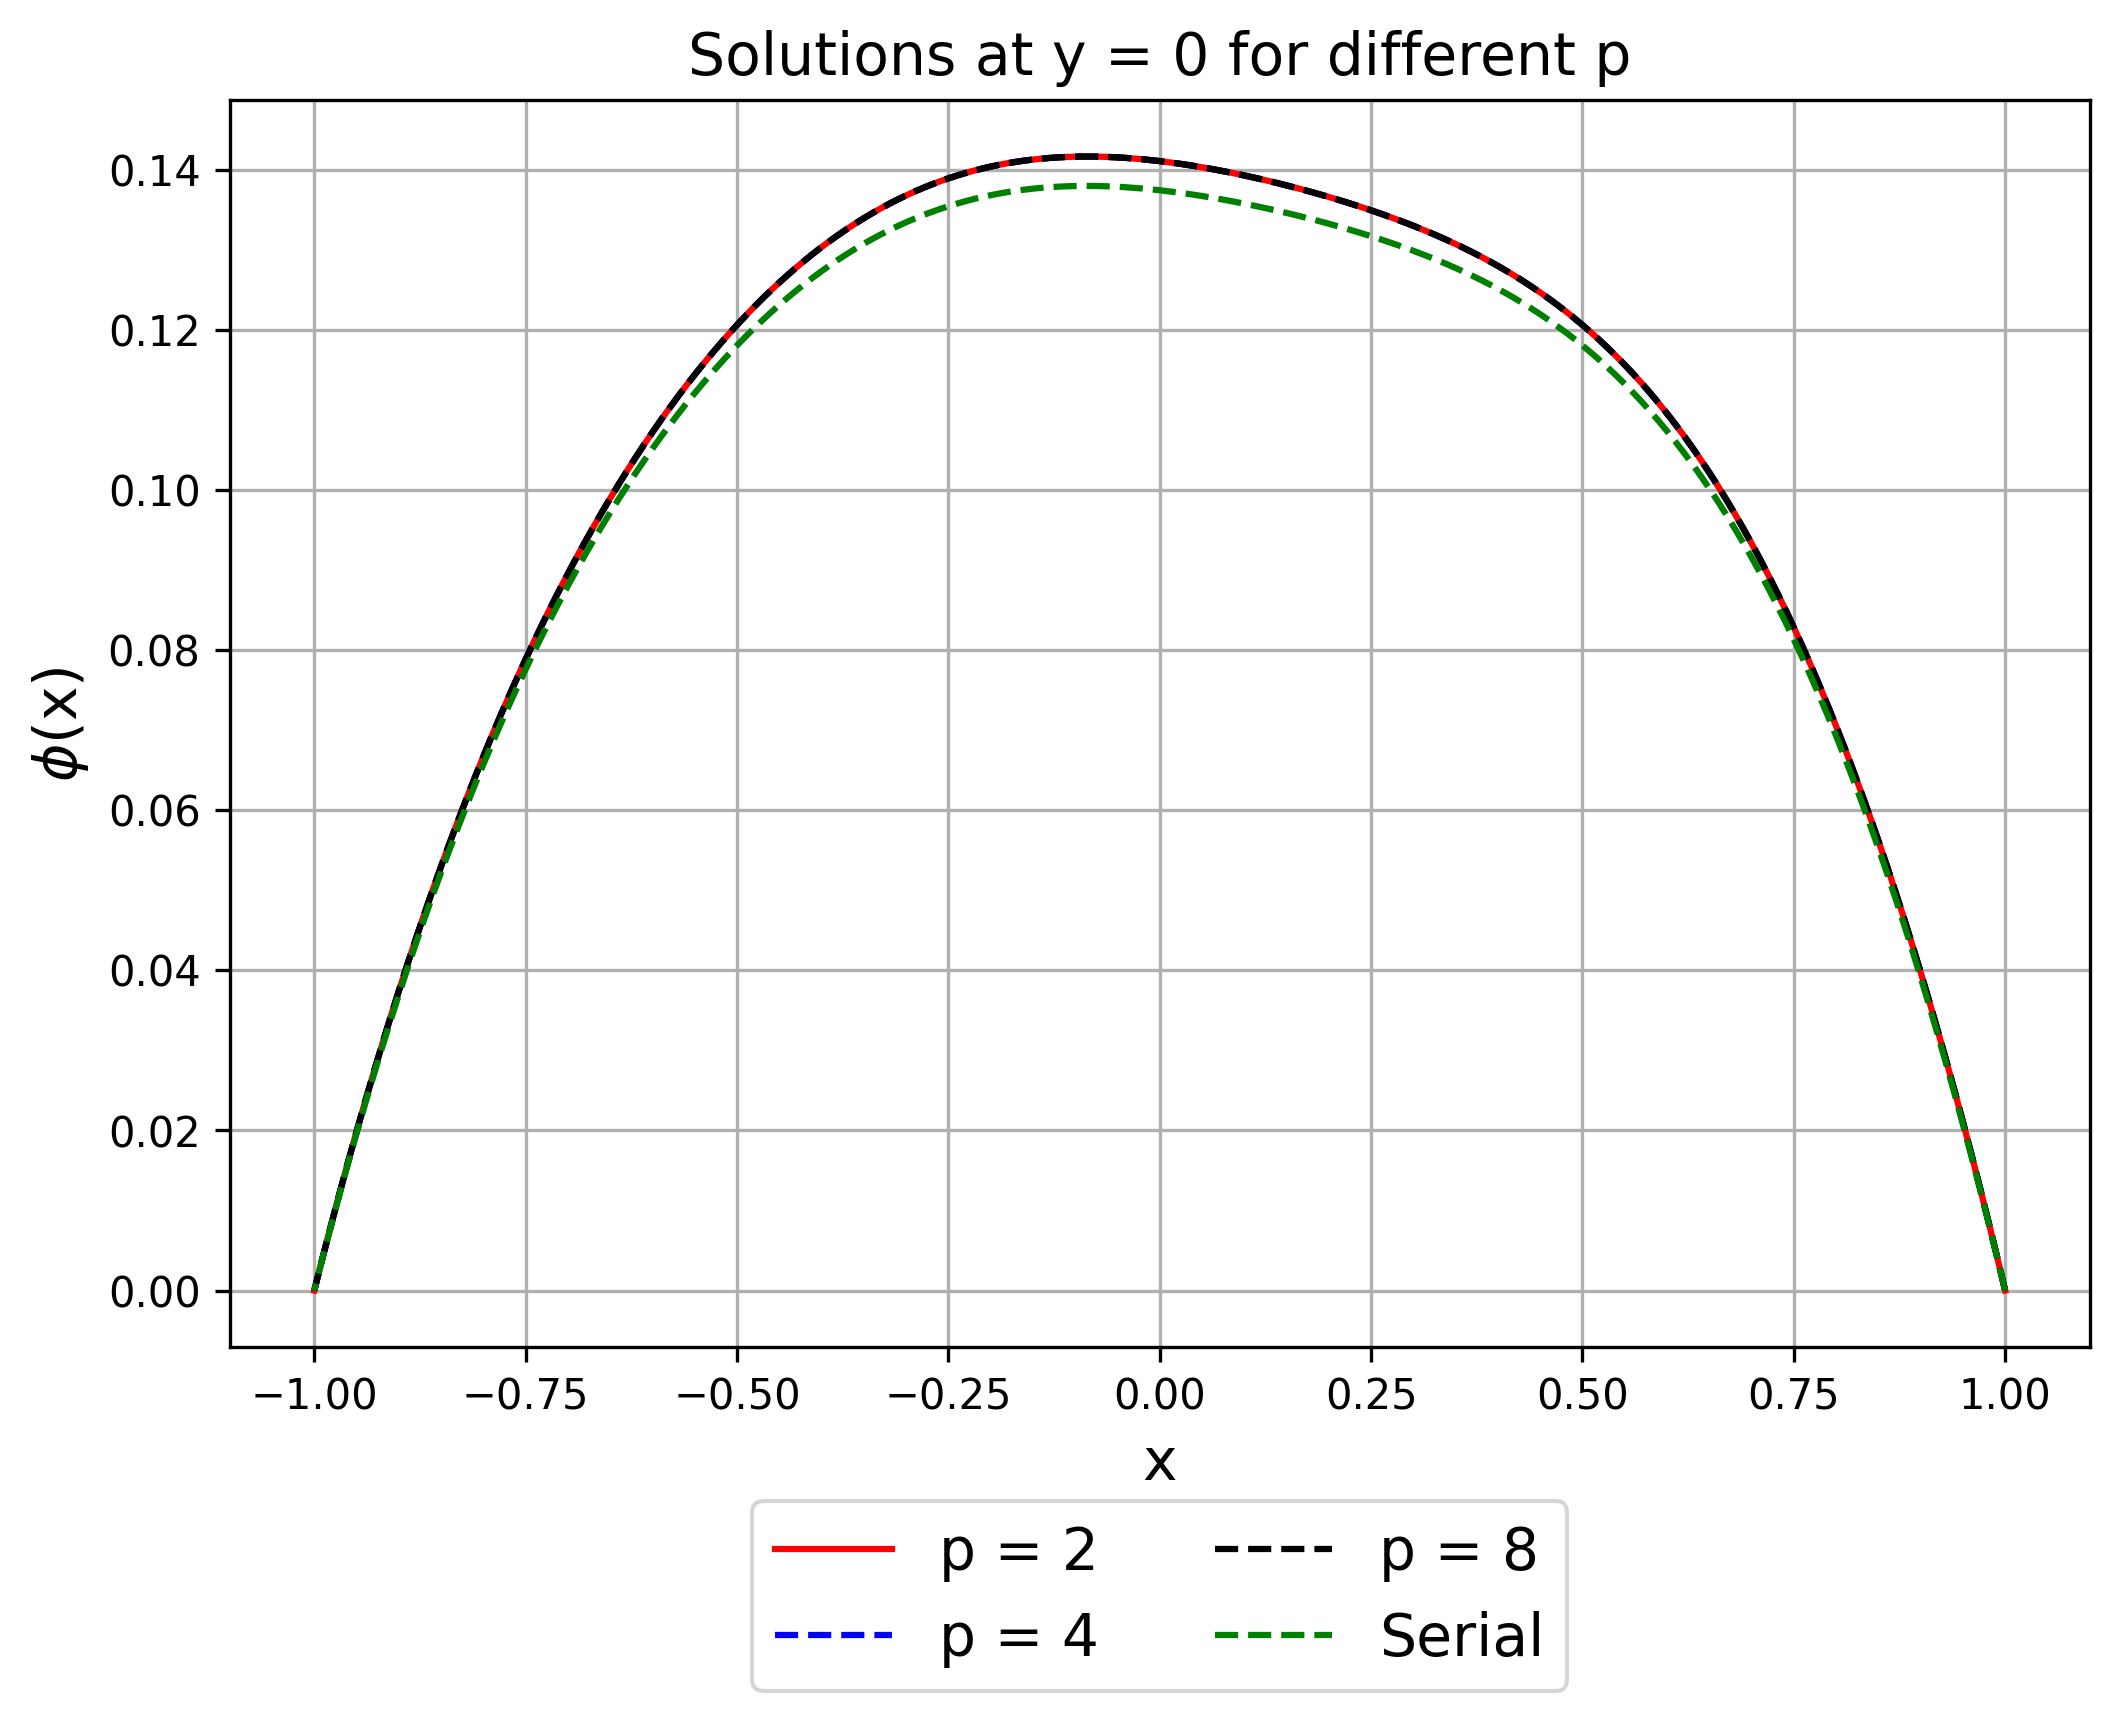 Solutions at y = 0 for different p
ϕ(x)
0.14
0.12
0.10
0.08
0.06
0.04
0.02
0.00
−1.00 −0.75 −0.50 −0.25 0.00 0.25 0.50 0.75 1.00
x
p = 2 p = 8
p = 4 Serial